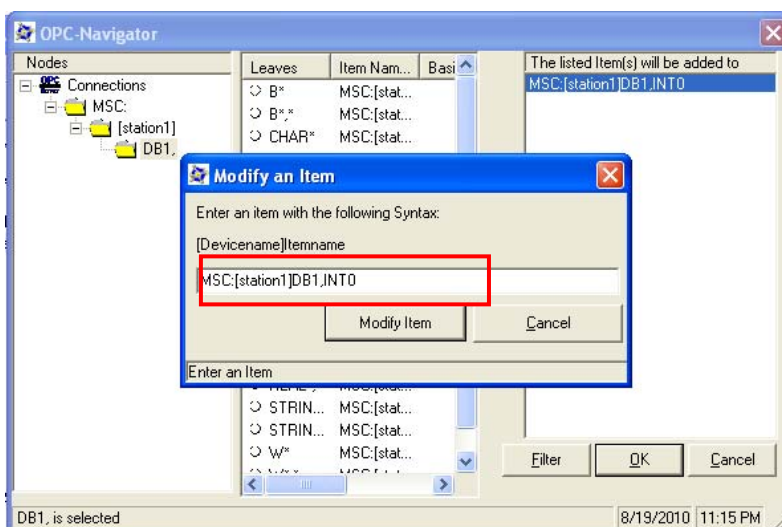 OPC-Navigator
Nodes
Connections
MSC:
[station1]
DB1,
Leaves Item Nam... Basi
B* MSC:[stat...
B*,* MSC:[stat...
CHAR* MSC:[stat...
The listed Item(s) will be added to
MSC:[station1]DB1,INT0
Modify an Item
Enter an item with the following Syntax:
[Devicename]Itemname
MSC:[station1]DB1,INT0
Modify Item Cancel
Enter an Item
STRIN... MSC:[stat...
STRIN... MSC:[stat...
W* MSC:[stat...
Filter OK Cancel
DB1, is selected 8/19/2010 11:15 PM